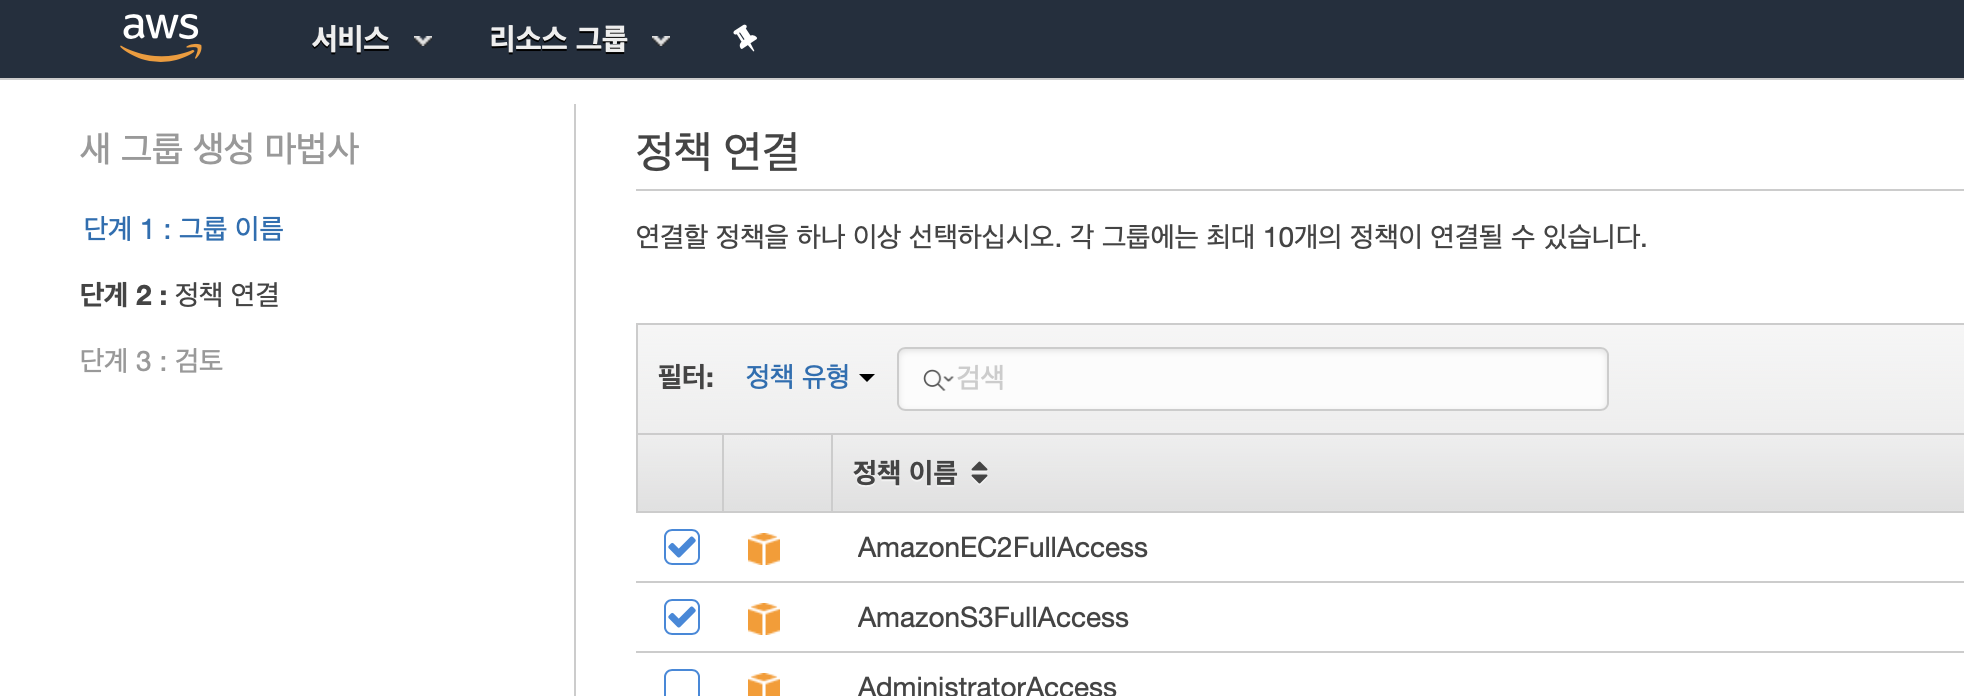 aws 서비스 리소스 그룹
새 그룹 생성 마법사
단계 1 : 그룹 이름
단계 2 : 정책 연결
단계 3 : 검토
정책 연결
연결할 정책을 하나 이상 선택하십시오. 각 그룹에는 최대 10개의 정책이 연결될 수 있습니다.
필터: 정책 유형 검색
정책 이름
AmazonEC2FullAccess
AmazonS3FullAccess
AdministratorAccess